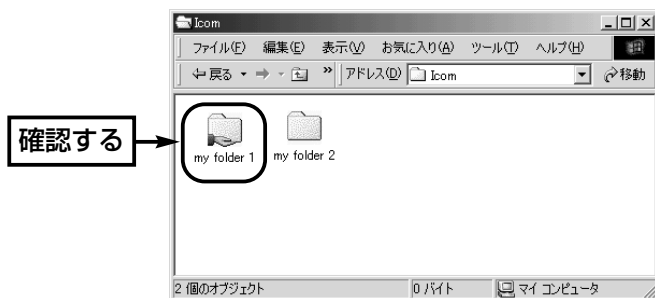 Icom
ファイル(F) 編集(E) 表示(V) お気に入り(A) ツール(T) ヘルプ(H)
戻る » アドレス(D) Icom 移動
確認する
my folder 1 my folder 2
2 個のオブジェクト 0 バイト マイ コンピュータ